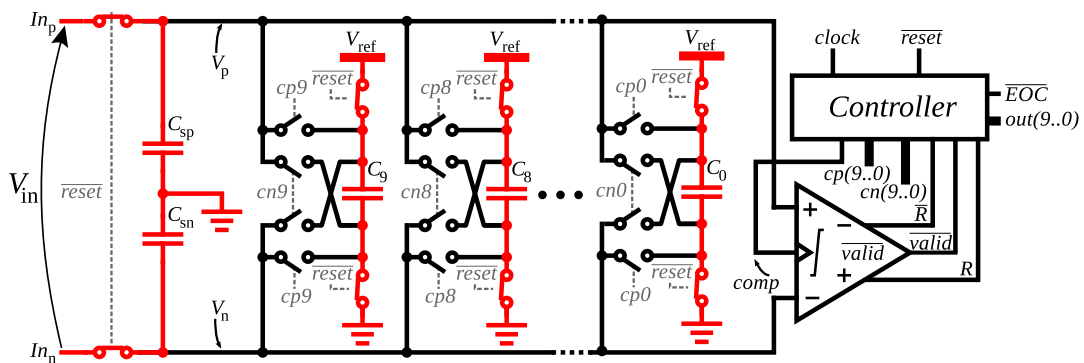 In_p
V_p
V_in
reset
C_sp
C_sn
V_n
In_n
V_ref
reset
cp9
cn9
C_9
reset
cp9
V_ref
reset
cp8
cn8
C_8
reset
cp8
V_ref
reset
cp0
cn0
C_0
reset
cp0
clock
reset
Controller
EOC
out(9..0)
cp(9..0)
cn(9..0)
R
+
−
valid
valid
+
−
R
comp